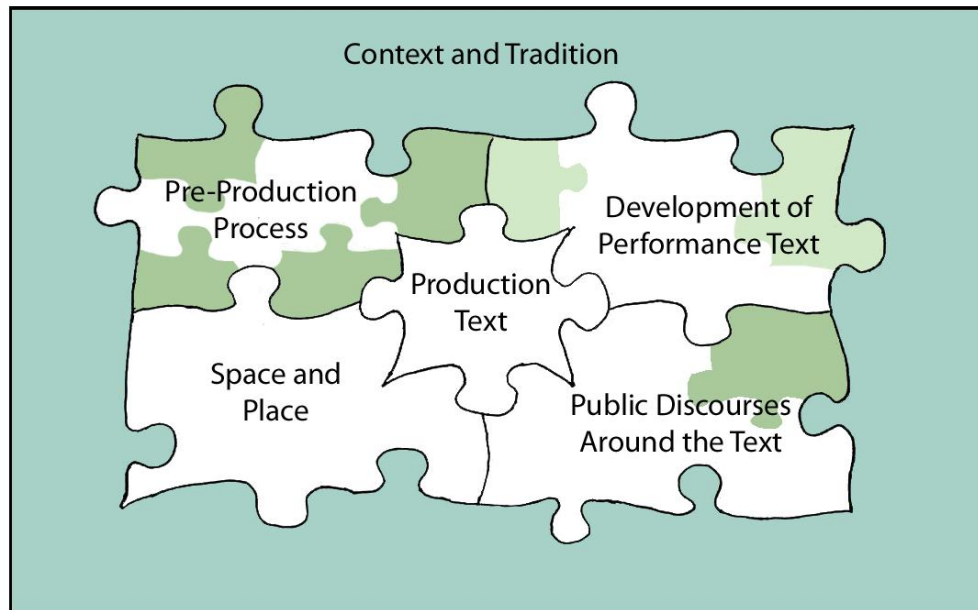 Context and Tradition
Pre-Production
Process
Development of
Performance Text
Production
Text
Space and
Place
Public Discourses
Around the Text